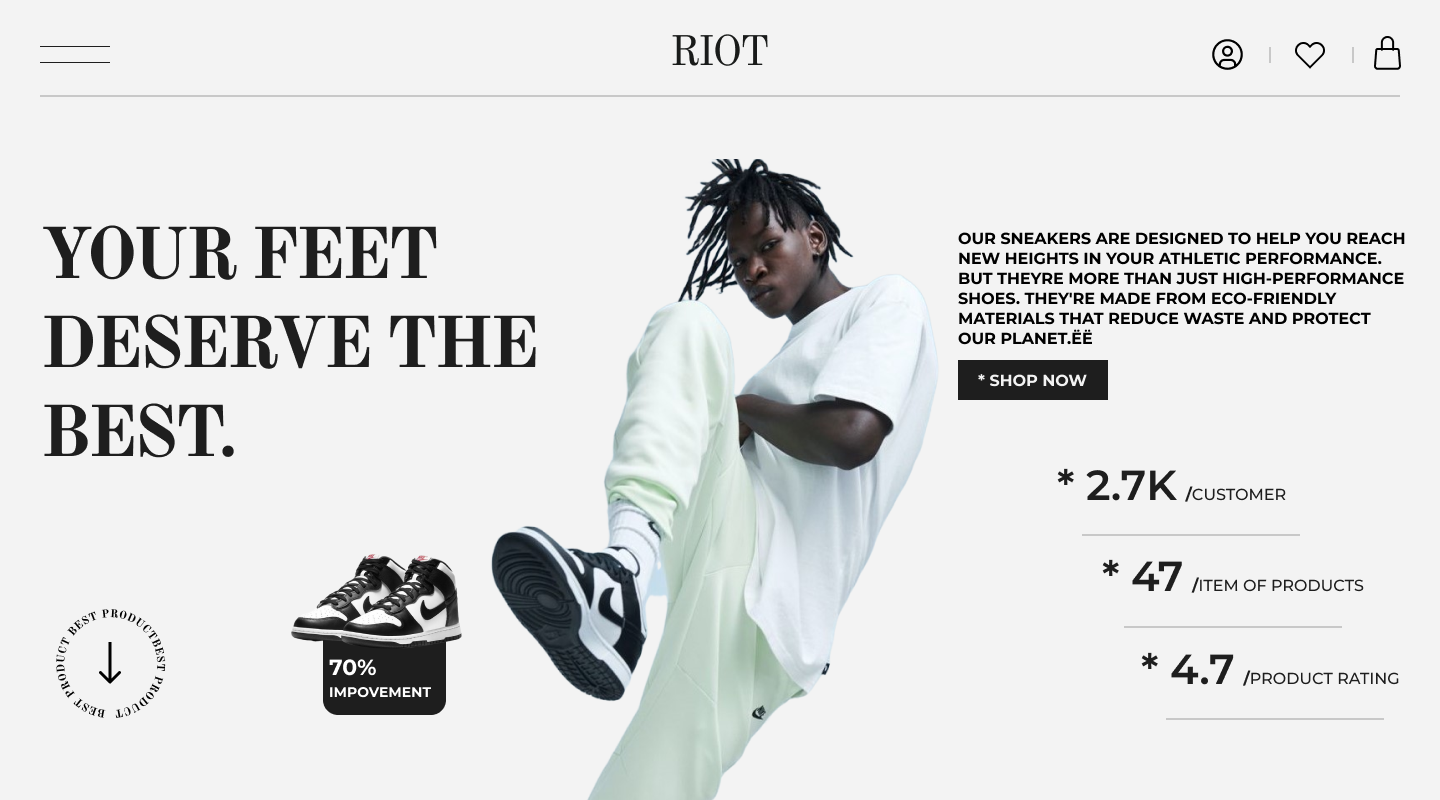 RIOT
YOUR FEET
DESERVE THE
BEST.
OUR SNEAKERS ARE DESIGNED TO HELP YOU REACH
NEW HEIGHTS IN YOUR ATHLETIC PERFORMANCE.
BUT THEYRE MORE THAN JUST HIGH-PERFORMANCE
SHOES. THEY'RE MADE FROM ECO-FRIENDLY
MATERIALS THAT REDUCE WASTE AND PROTECT
OUR PLANET.ËË
* SHOP NOW
* 2.7K /CUSTOMER
* 47 /ITEM OF PRODUCTS
* 4.7 /PRODUCT RATING
70%
IMPOVEMENT
BEST PRODUCT BEST PRODUCTBEST PRODUCT